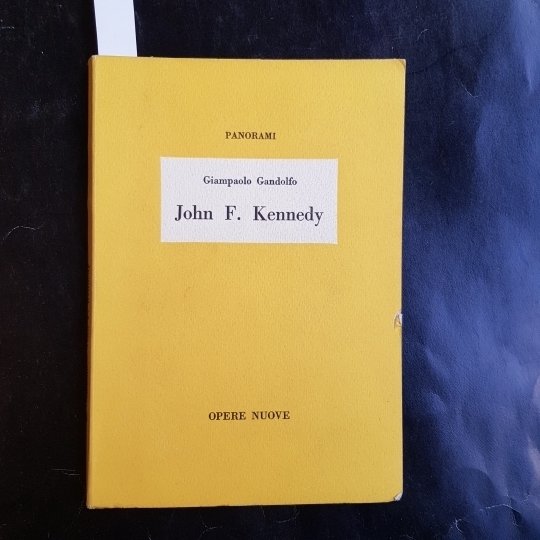 PANORAMI
Giampaolo Gandolfo
John F. Kennedy
OPERE NUOVE